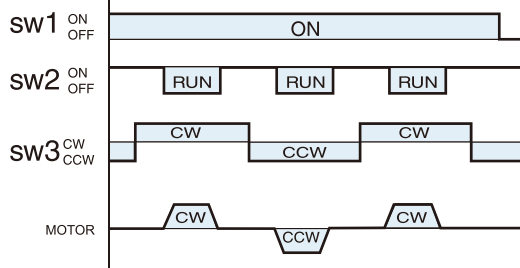 sw1 ON
OFF
ON
sw2 ON
OFF
RUN RUN RUN
sw3 CW
CCW
CW CCW CW
MOTOR
CW CCW CW